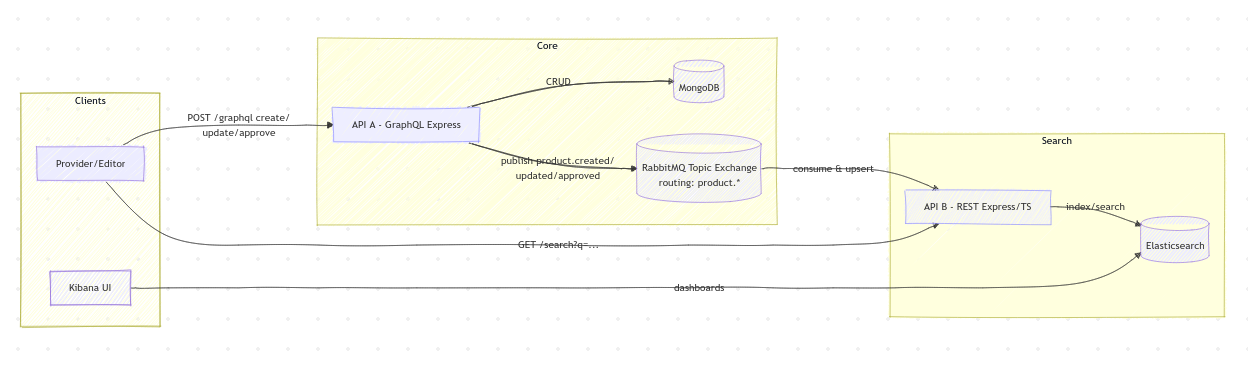 Clients
Provider/Editor
Kibana UI
POST /graphql create/
update/approve
Core
API A - GraphQL Express
CRUD
MongoDB
publish product.created/
updated/approved
RabbitMQ Topic Exchange
routing: product.*
consume & upsert
Search
API B - REST Express/TS
index/search
Elasticsearch
GET /search?q=...
dashboards